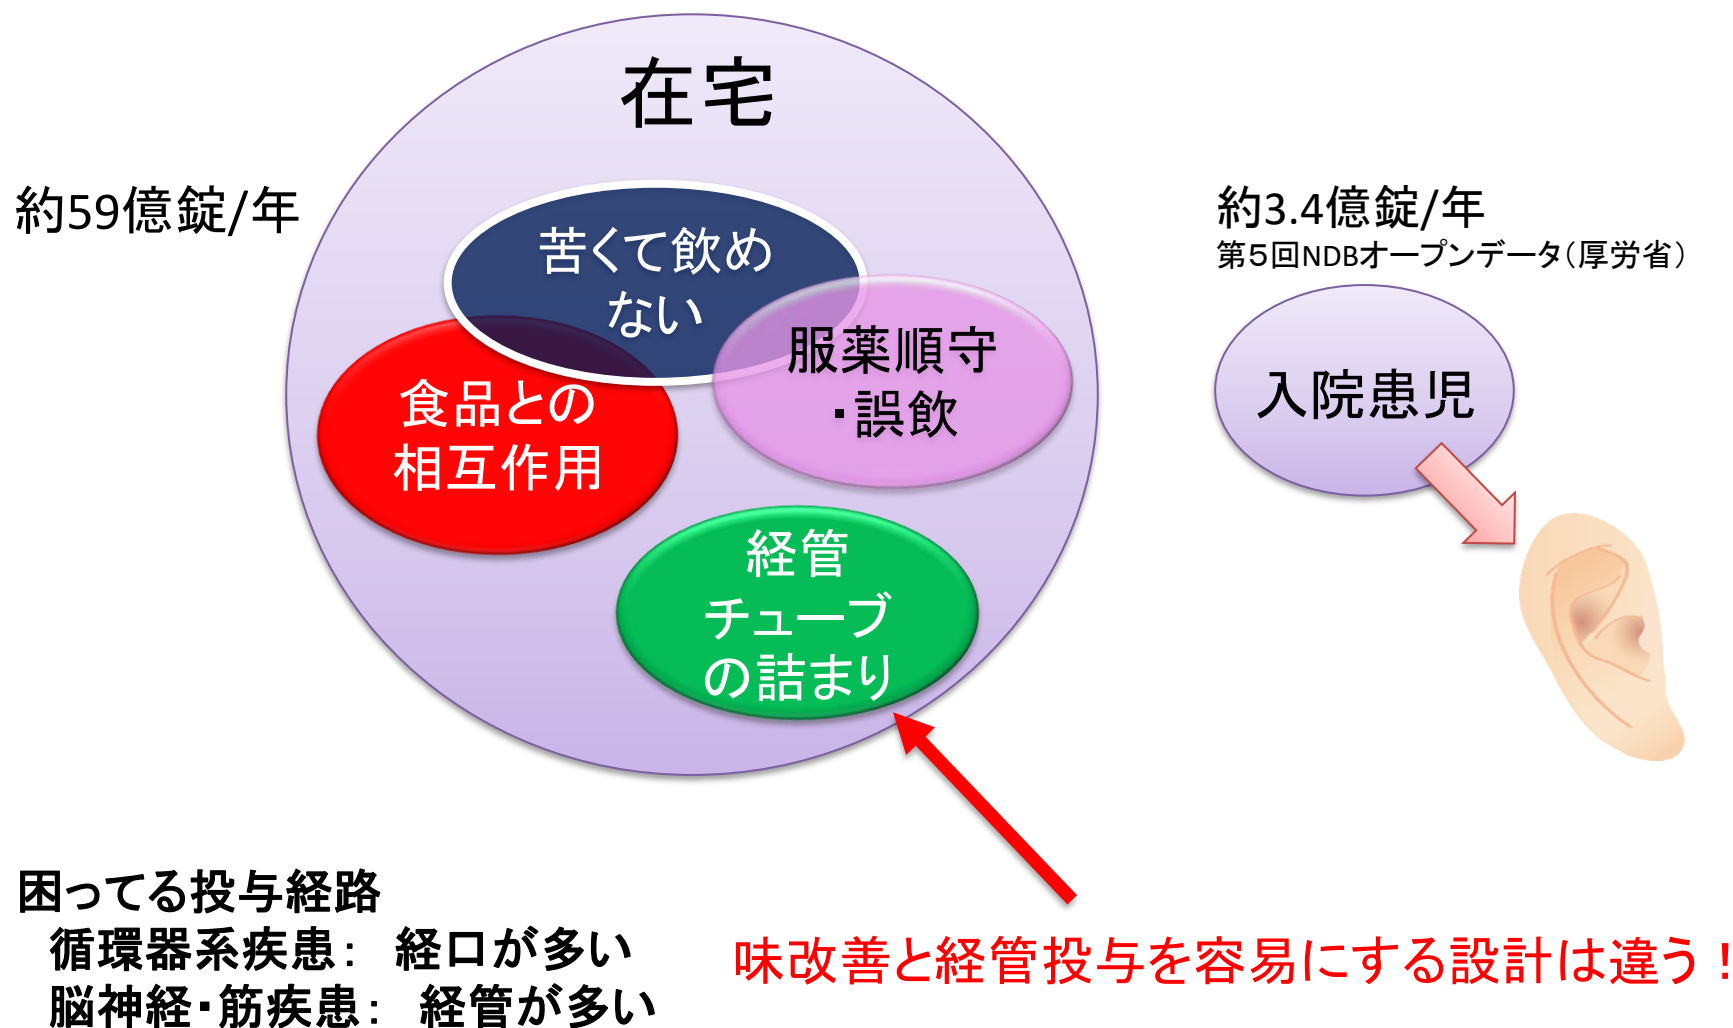 在宅
約59億錠/年
苦くて飲め
ない
服薬順守
・誤飲
食品との
相互作用
経管
チューブ
の詰まり
約3.4億錠/年
第５回NDBオープンデータ（厚労省）
入院患児
困ってる投与経路
循環器系疾患： 経口が多い
脳神経・筋疾患： 経管が多い
味改善と経管投与を容易にする設計は違う！